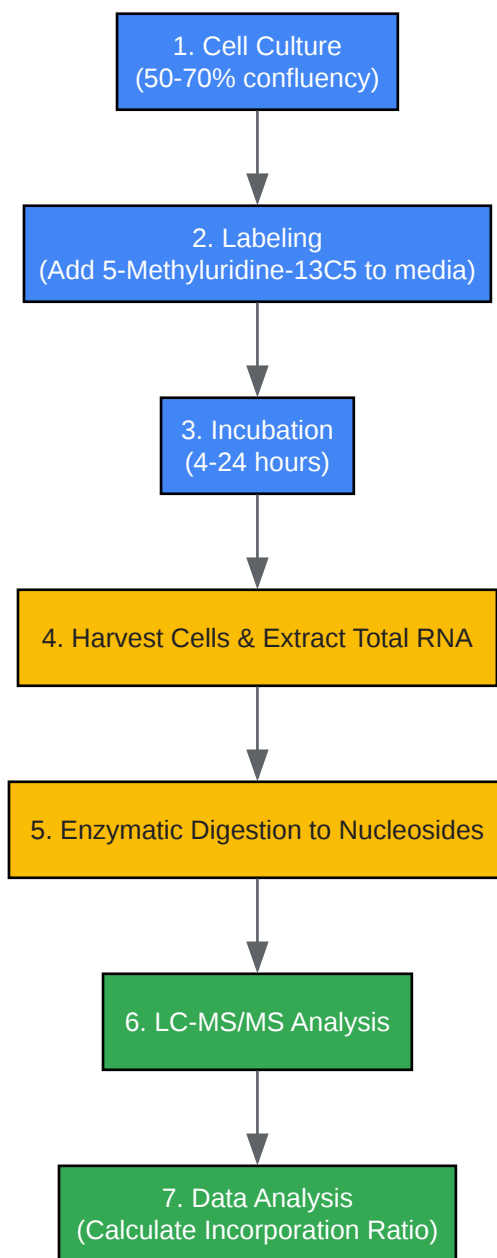 1. Cell Culture
(50-70% confluency)
2. Labeling
(Add 5-Methyluridine-13C5 to media)
3. Incubation
(4-24 hours)
4. Harvest Cells & Extract Total RNA
5. Enzymatic Digestion to Nucleosides
6. LC-MS/MS Analysis
7. Data Analysis
(Calculate Incorporation Ratio)